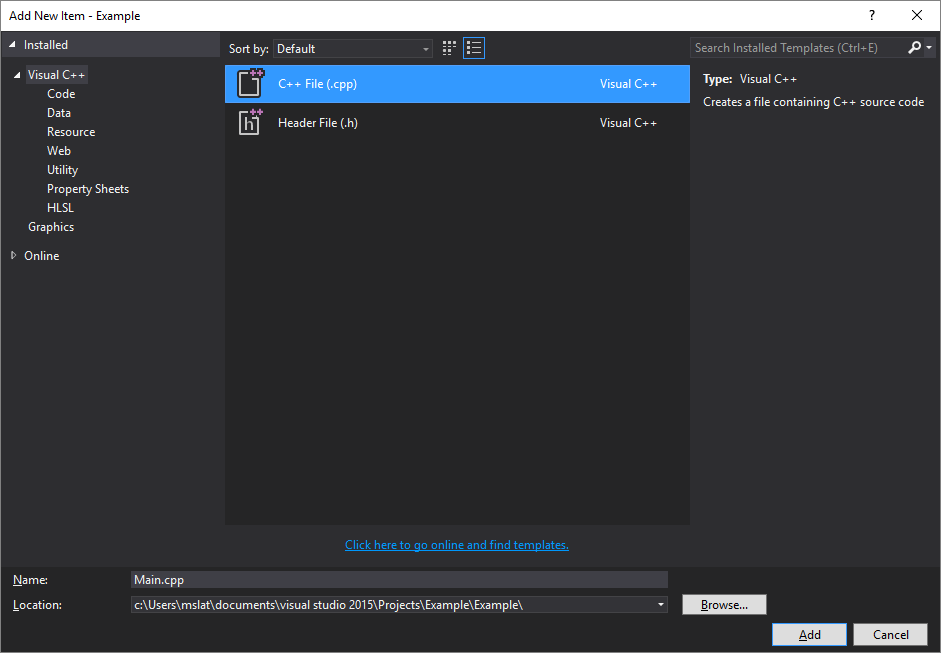 Add New Item - Example
?
Installed
Sort by: Default
Search Installed Templates (Ctrl+E)
Visual C++
Code
Data
Resource
Web
Utility
Property Sheets
HLSL
Graphics
Online
C++ File (.cpp) Visual C++
h Header File (.h) Visual C++
Type: Visual C++
Creates a file containing C++ source code
Click here to go online and find templates.
Name: Main.cpp
Location: c:\Users\mslat\documents\visual studio 2015\Projects\Example\Example\
Browse...
Add Cancel